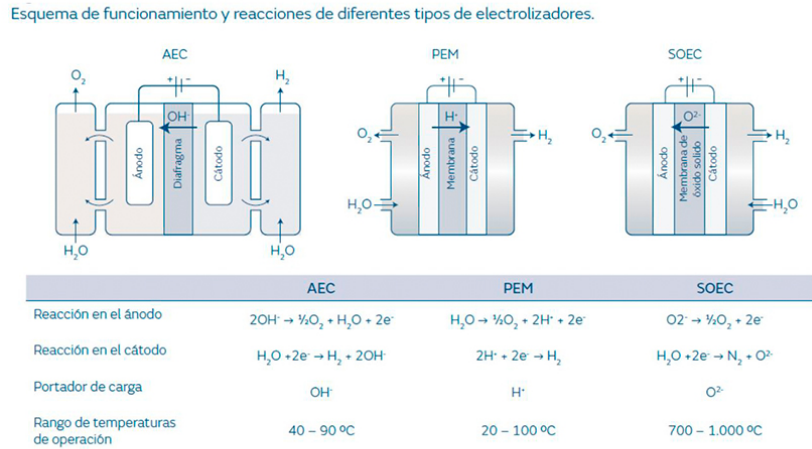 Esquema de funcionamiento y reacciones de diferentes tipos de electrolizadores.
AEC
O₂
H₂
+ -
OH⁻
Ánodo
Diafragma
Cátodo
H₂O
H₂O
PEM
+ -
H⁺
O₂
H₂
Ánodo
Membrana
Cátodo
H₂O
SOEC
+ -
O²⁻
O₂
H₂
Ánodo
Membrana de
óxido solido
Cátodo
H₂O
AEC PEM SOEC
Reacción en el ánodo 2OH⁻ → ½O₂ + H₂O + 2e⁻ H₂O → ½O₂ + 2H⁺ + 2e⁻ O2⁻ → ½O₂ + 2e⁻
Reacción en el cátodo H₂O +2e⁻ → H₂ + 2OH⁻ 2H⁺ + 2e⁻ → H₂ H₂O +2e⁻ → N₂ + O²⁻
Portador de carga OH⁻ H⁺ O²⁻
Rango de temperaturas
de operación 40 – 90 ºC 20 – 100 ºC 700 – 1.000 ºC